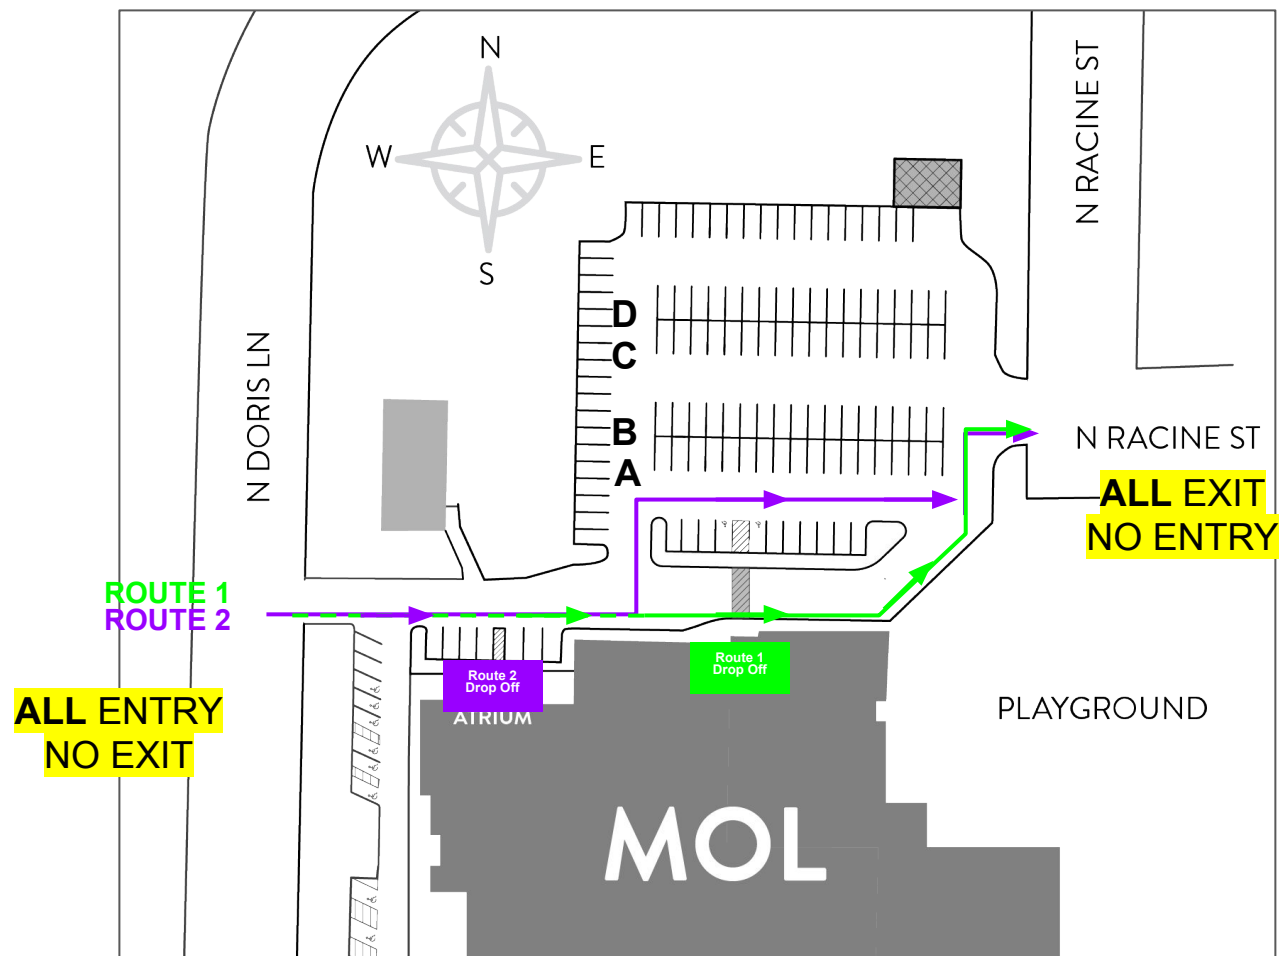 N
W
E
S
N RACINE ST
D
C
B
A
N DORIS LN
N RACINE ST
ALL EXIT
NO ENTRY
ROUTE 1
ROUTE 2
Route 1
Drop Off
Route 2
Drop Off
ATRIUM
ALL ENTRY
NO EXIT
PLAYGROUND
MOL